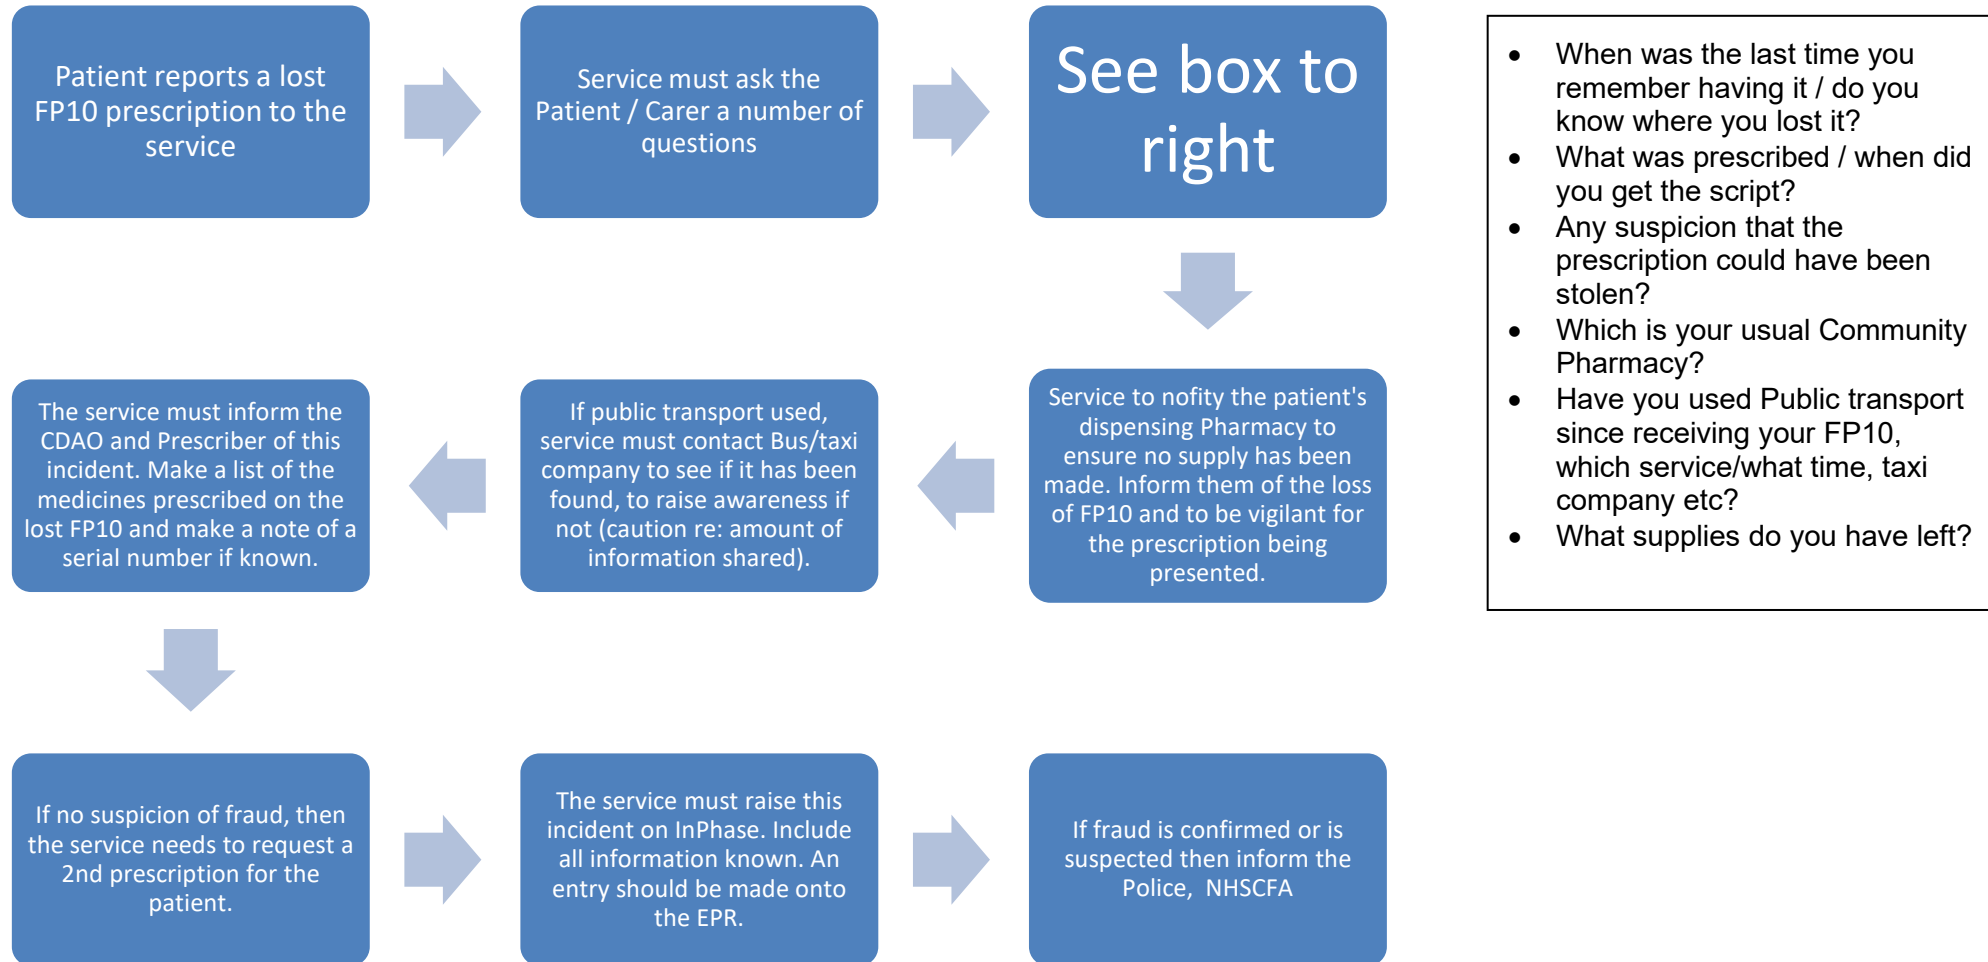 Patient reports a lost
FP10 prescription to the
service
Service must ask the
Patient / Carer a number of
questions
See box to
right
• When was the last time you
remember having it / do you
know where you lost it?
• What was prescribed / when did
you get the script?
• Any suspicion that the
prescription could have been
stolen?
• Which is your usual Community
Pharmacy?
• Have you used Public transport
since receiving your FP10,
which service/what time, taxi
company etc?
• What supplies do you have left?
Service to nofity the patient's
dispensing Pharmacy to
ensure no supply has been
made. Inform them of the loss
of FP10 and to be vigilant for
the prescription being
presented.
If public transport used,
service must contact Bus/taxi
company to see if it has been
found, to raise awareness if
not (caution re: amount of
information shared).
The service must inform the
CDAO and Prescriber of this
incident. Make a list of the
medicines prescribed on the
lost FP10 and make a note of a
serial number if known.
If no suspicion of fraud, then
the service needs to request a
2nd prescription for the
patient.
The service must raise this
incident on InPhase. Include
all information known. An
entry should be made onto
the EPR.
If fraud is confirmed or is
suspected then inform the
Police, NHSCFA